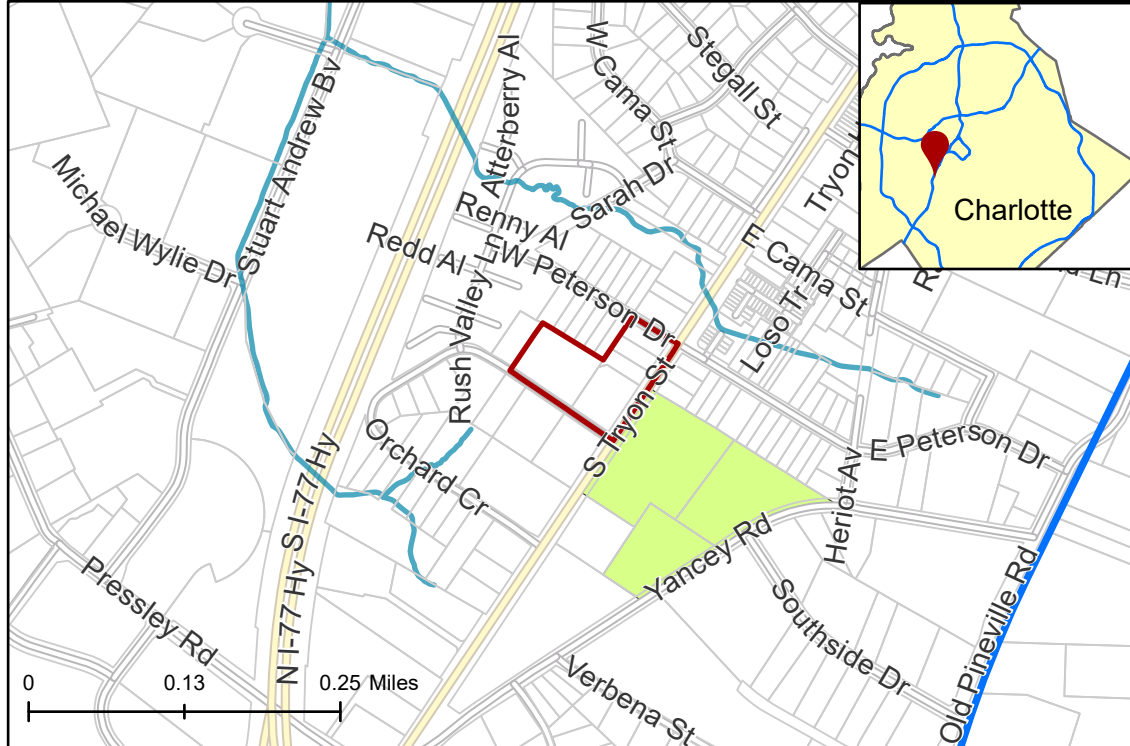 Stuart Andrew Bv
Atterberry Al
W Cama St
Stegall St
Tryon
Charlotte
Michael Wylie Dr
Sarah Dr
Renny Al
Redd Al
W Peterson Dr
E Cama St
Ln
Rush Valley Ln
Loso Tr
S Tryon St
Orchard Cr
E Peterson Dr
Heriot Av
N I-77 Hy
S I-77 Hy
Yancey Rd
Pressley Rd
Southside Dr
Old Pineville Rd
Verbena St
0
0.13
0.25 Miles